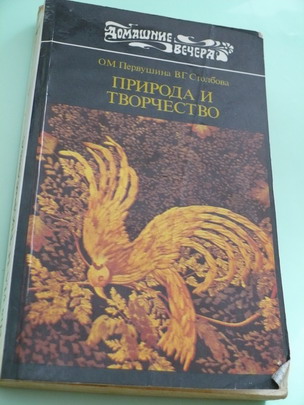 ДОМАШНИЕ
ВЕЧЕРА
О.М Первушина В.Г Столбова
ПРИРОДА И
ТВОРЧЕСТВО